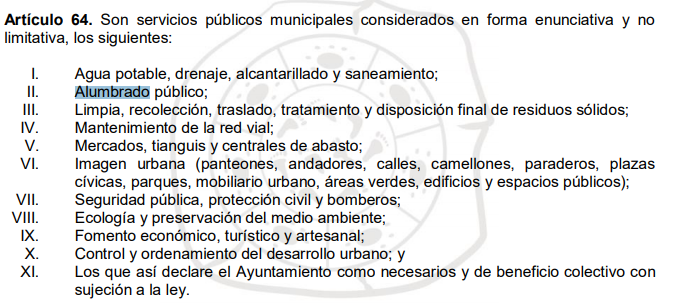 Artículo 64. Son servicios públicos municipales considerados en forma enunciativa y no
limitativa, los siguientes:
I. Agua potable, drenaje, alcantarillado y saneamiento;
II. Alumbrado público;
III. Limpia, recolección, traslado, tratamiento y disposición final de residuos sólidos;
IV. Mantenimiento de la red vial;
V. Mercados, tianguis y centrales de abasto;
VI. Imagen urbana (panteones, andadores, calles, camellones, paraderos, plazas
cívicas, parques, mobiliario urbano, áreas verdes, edificios y espacios públicos);
VII. Seguridad pública, protección civil y bomberos;
VIII. Ecología y preservación del medio ambiente;
IX. Fomento económico, turístico y artesanal;
X. Control y ordenamiento del desarrollo urbano; y
XI. Los que así declare el Ayuntamiento como necesarios y de beneficio colectivo con
sujeción a la ley.